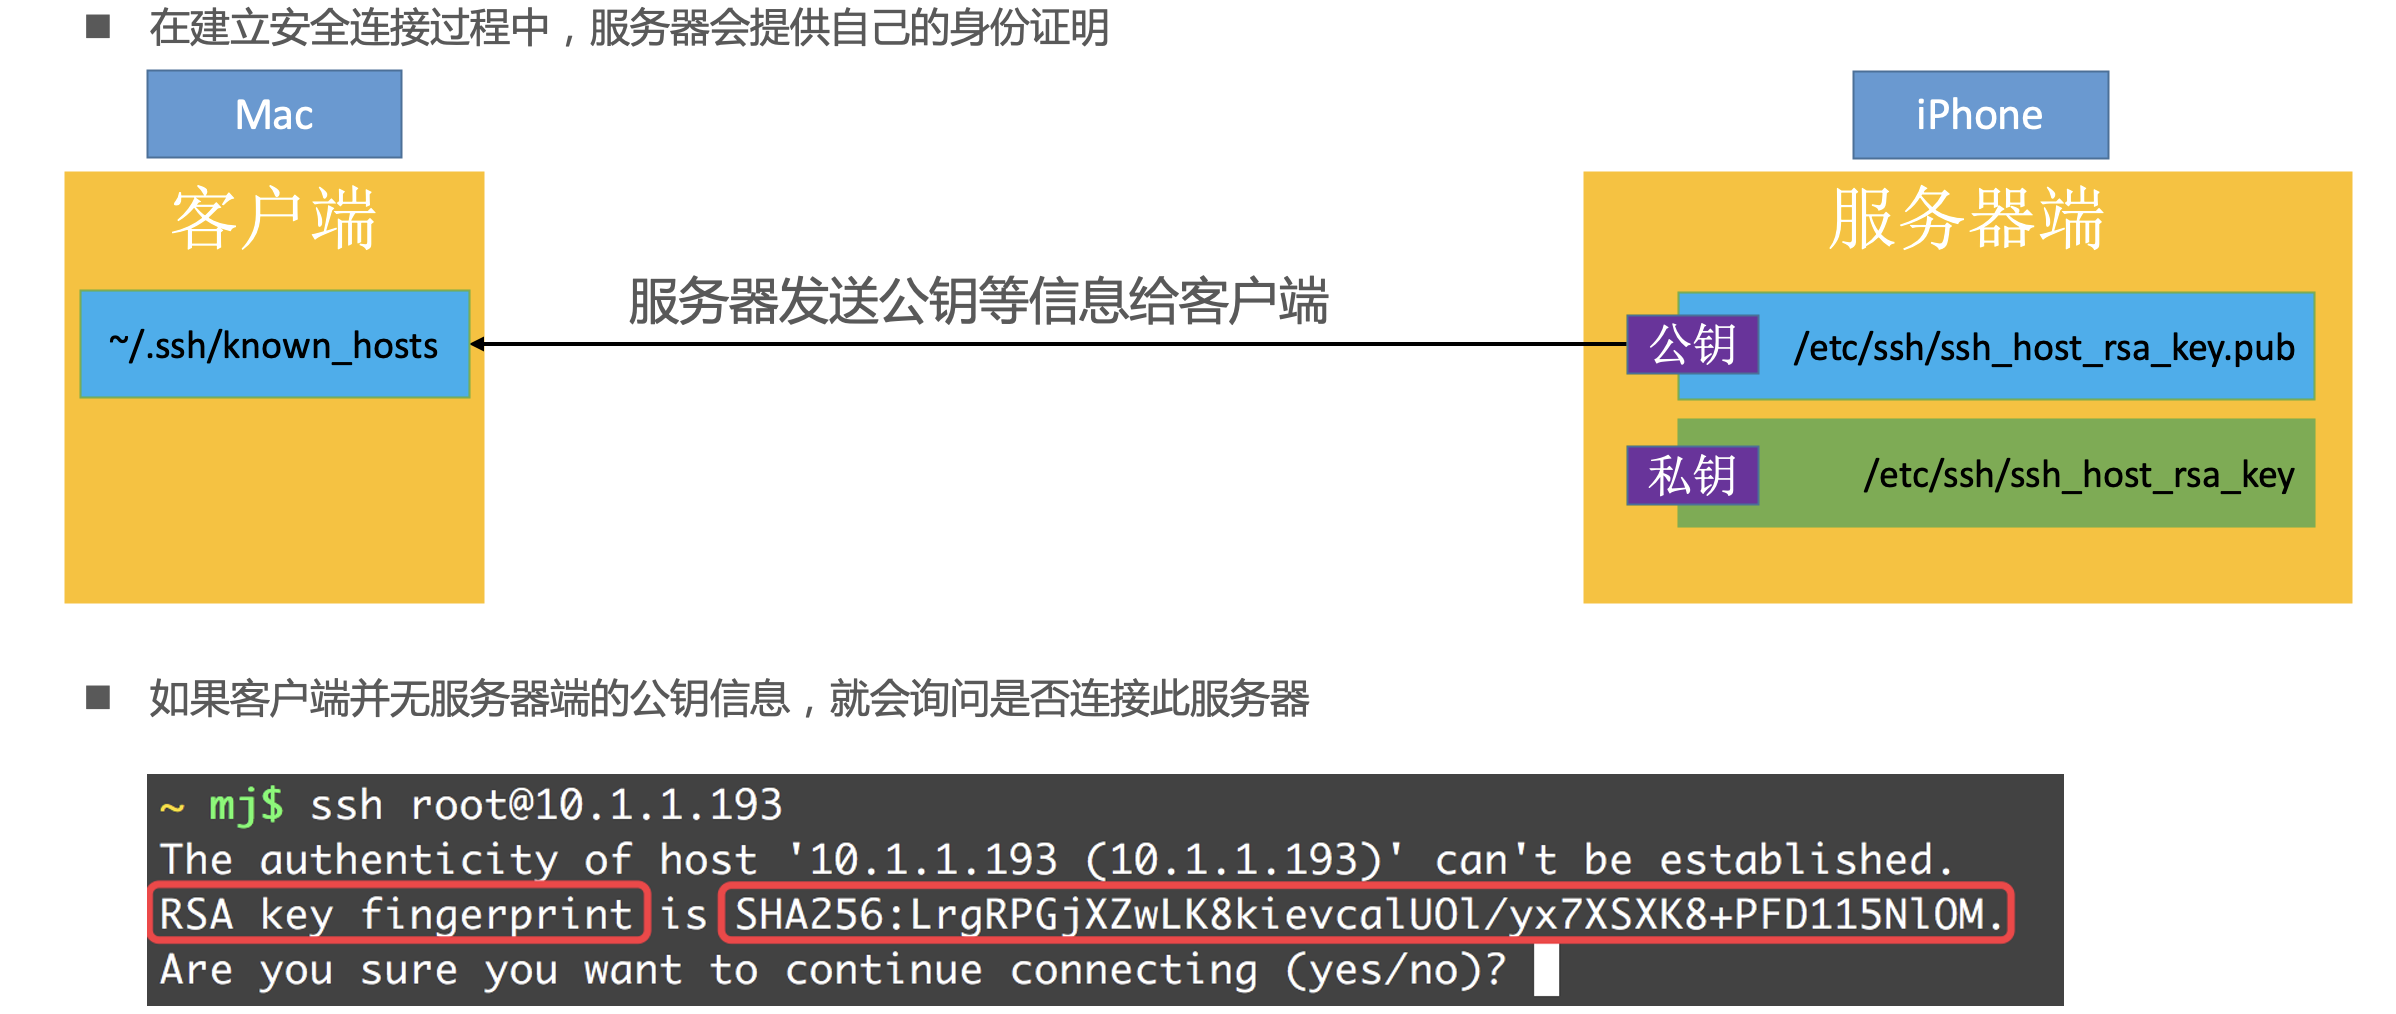 在建立安全连接过程中，服务器会提供自己的身份证明
Mac
iPhone
客户端
服务器端
服务器发送公钥等信息给客户端
~/.ssh/known_hosts
公钥
/etc/ssh/ssh_host_rsa_key.pub
私钥
/etc/ssh/ssh_host_rsa_key
如果客户端并无服务器端的公钥信息，就会询问是否连接此服务器
~ mj$ ssh root@10.1.1.193
The authenticity of host '10.1.1.193 (10.1.1.193)' can't be established.
RSA key fingerprint is SHA256:LrgRPGjXZwLK8kievcalUOl/yx7XSXK8+PFD115NlOM.
Are you sure you want to continue connecting (yes/no)?